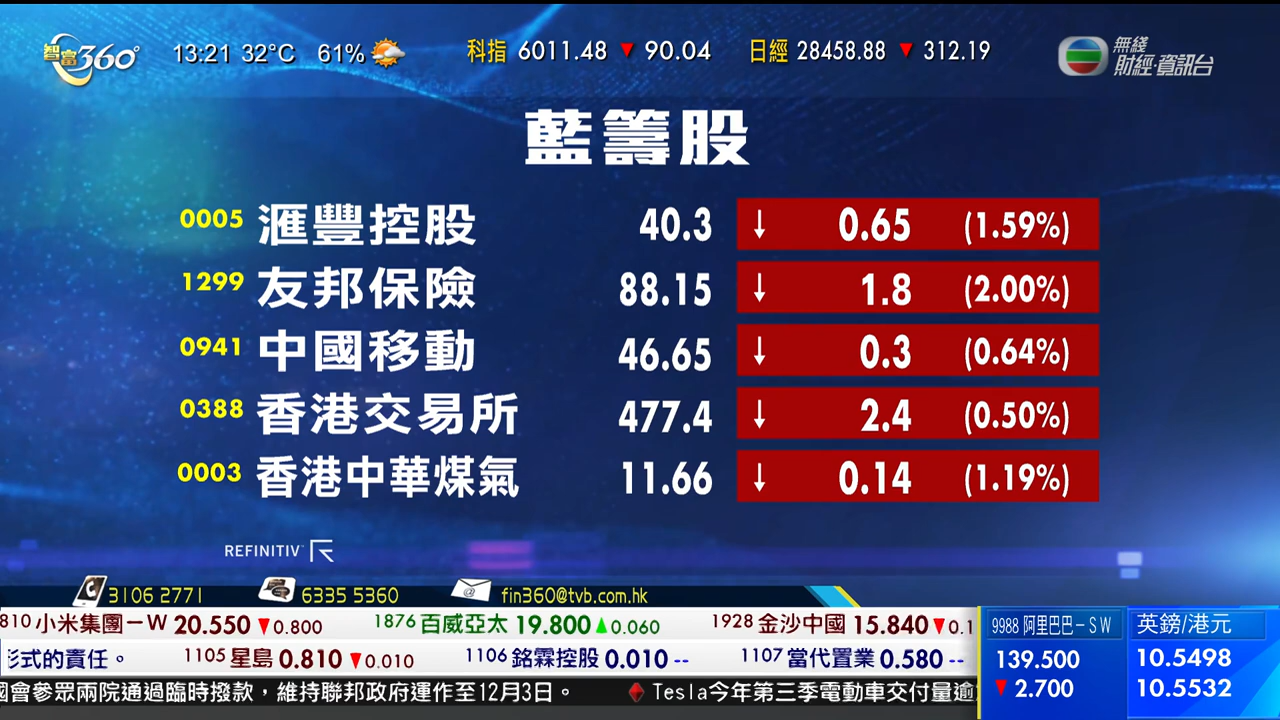 智富360°
13:21 32°C 61% 科指 6011.48 ▼ 90.04 日經 28458.88 ▼ 312.19
無綫
財經·資訊台
藍籌股
0005 滙豐控股 40.3 ↓ 0.65 (1.59%)
1299 友邦保險 88.15 ↓ 1.8 (2.00%)
0941 中國移動 46.65 ↓ 0.3 (0.64%)
0388 香港交易所 477.4 ↓ 2.4 (0.50%)
0003 香港中華煤氣 11.66 ↓ 0.14 (1.19%)
REFINITIV
3106 2771 6335 5360 fin360@tvb.com.hk
810 小米集團－W 20.550 ▼0.800 1876 百威亞太 19.800 ▲0.060 1928 金沙中國 15.840 ▼0.1
形式的責任。 1105 星島 0.810 ▼0.010 1106 銘霖控股 0.010 -- 1107 當代置業 0.580 --
國會參眾兩院通過臨時撥款，維持聯邦政府運作至12月3日。 Tesla今年第三季電動車交付量逾
9988 阿里巴巴－SW
139.500
▼ 2.700
英鎊/港元
10.5498
10.5532